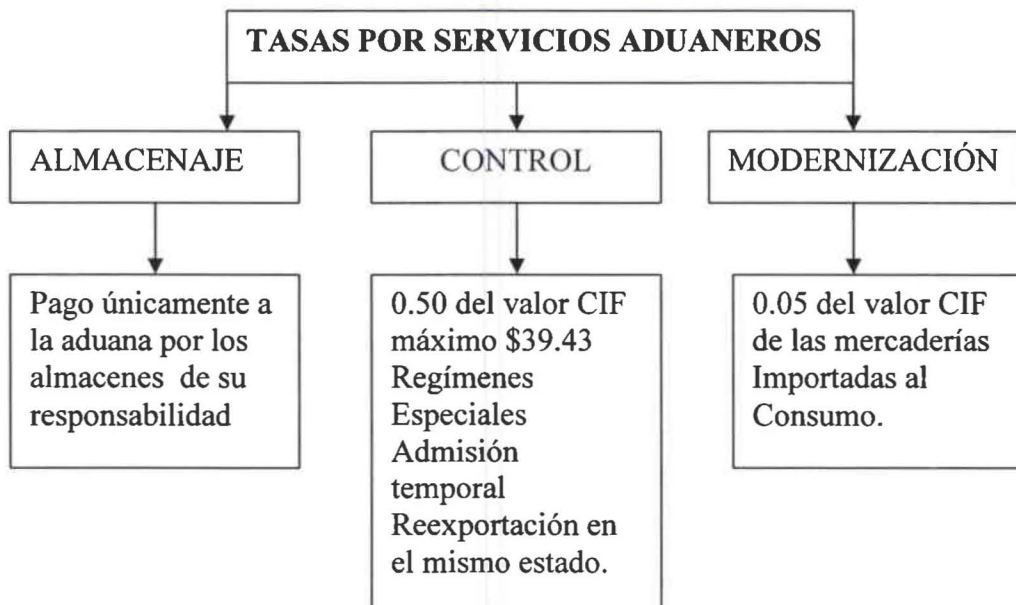 TASAS POR SERVICIOS ADUANEROS
ALMACENAJE
Pago únicamente a
la aduana por los
almacenes de su
responsabilidad
CONTROL
0.50 del valor CIF
máximo $39.43
Regímenes
Especiales
Admisión
temporal
Reexportación en
el mismo estado.
MODERNIZACIÓN
0.05 del valor CIF
de las mercaderías
Importadas al
Consumo.